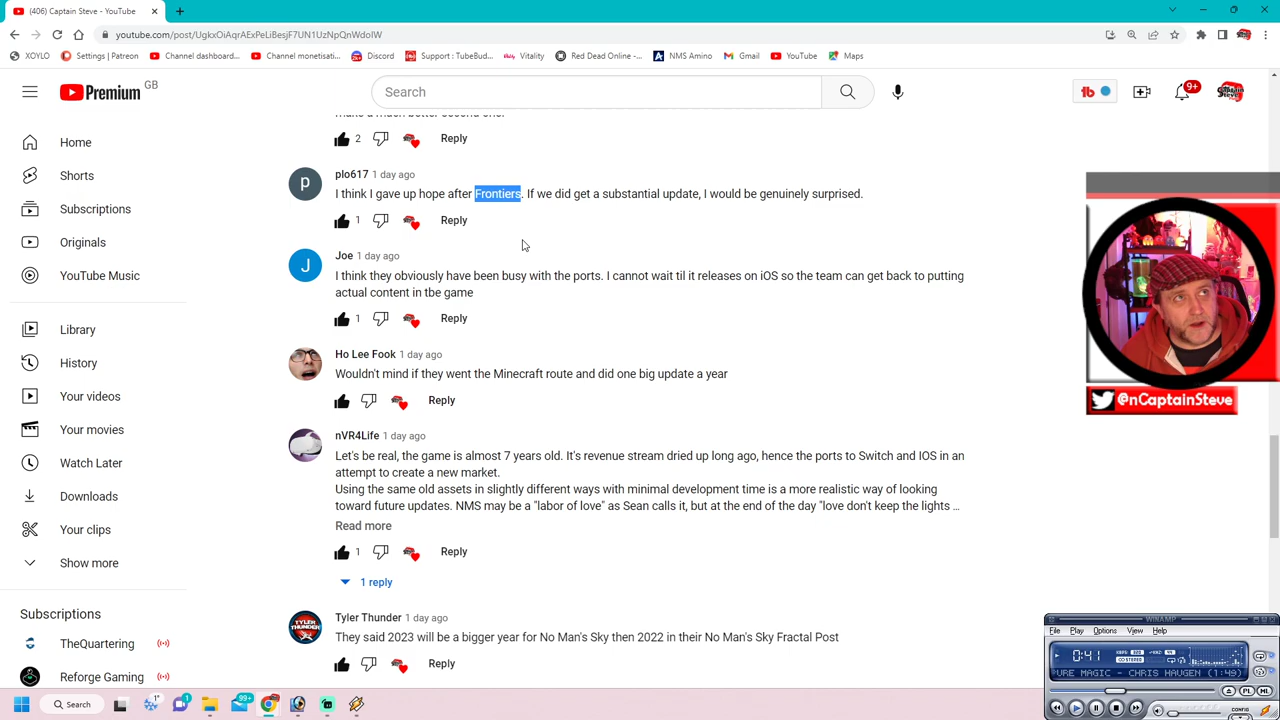 (406) Captain Steve - YouTube
youtube.com/post/UgkxOiAqrAExPeLiBesjF7UN1UzNpQnWdoIW
XOYLO
Settings | Patreon
Channel dashboard...
Channel monetisati...
Discord
Support : TubeBud...
Vitality
Red Dead Online -...
NMS Amino
Gmail
YouTube
Maps
Premium GB
Search
9+
Home
Shorts
Subscriptions
Originals
YouTube Music
Library
History
Your videos
Your movies
Watch Later
Downloads
Your clips
Show more
Subscriptions
TheQuartering
Reforge Gaming
2 Reply
plo617 1 day ago
I think I gave up hope after Frontiers. If we did get a substantial update, I would be genuinely surprised.
1 Reply
Joe 1 day ago
I think they obviously have been busy with the ports. I cannot wait til it releases on iOS so the team can get back to putting
actual content in tbe game
1 Reply
Ho Lee Fook 1 day ago
Wouldn't mind if they went the Minecraft route and did one big update a year
Reply
nVR4Life 1 day ago
Let's be real, the game is almost 7 years old. It's revenue stream dried up long ago, hence the ports to Switch and IOS in an
attempt to create a new market.
Using the same old assets in slightly different ways with minimal development time is a more realistic way of looking
toward future updates. NMS may be a "labor of love" as Sean calls it, but at the end of the day "love don't keep the lights ...
Read more
1 Reply
1 reply
Tyler Thunder 1 day ago
They said 2023 will be a bigger year for No Man's Sky then 2022 in their No Man's Sky Fractal Post
Reply
@nCaptainSteve
WINAMP
File Play Options View Help
0:41
URE MAGIC - CHRIS HAUGEN (1:49)
CONFIG
Search
1°
1
99+